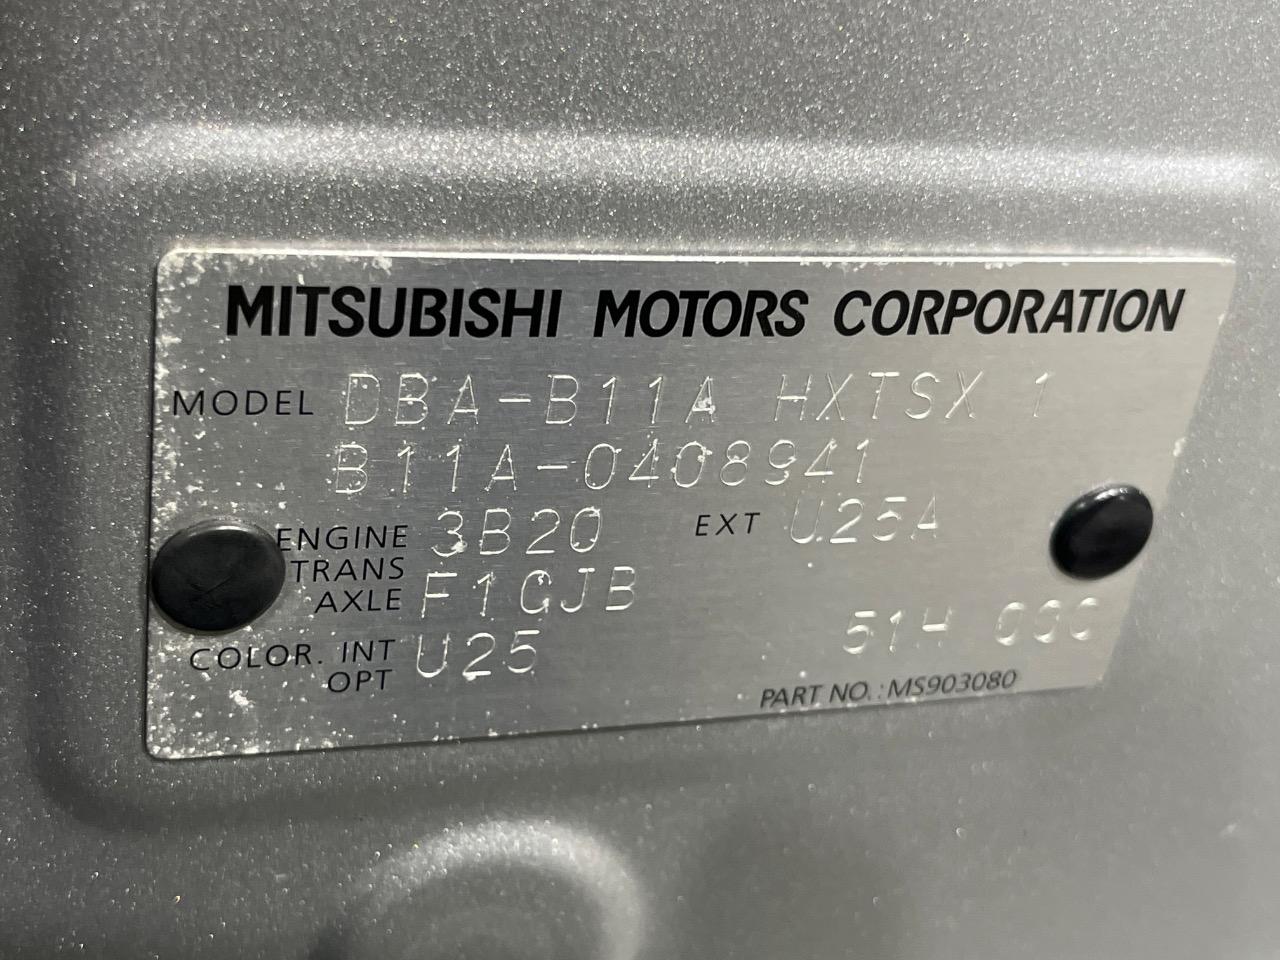 MITSUBISHI MOTORS CORPORATION
MODEL DBA-B11A HXTSX 1
B11A-0408941
ENGINE 3B20 EXT U25A
TRANS
AXLE F1CJB
COLOR. INT U25 51H
OPT
PART NO.:MS903080